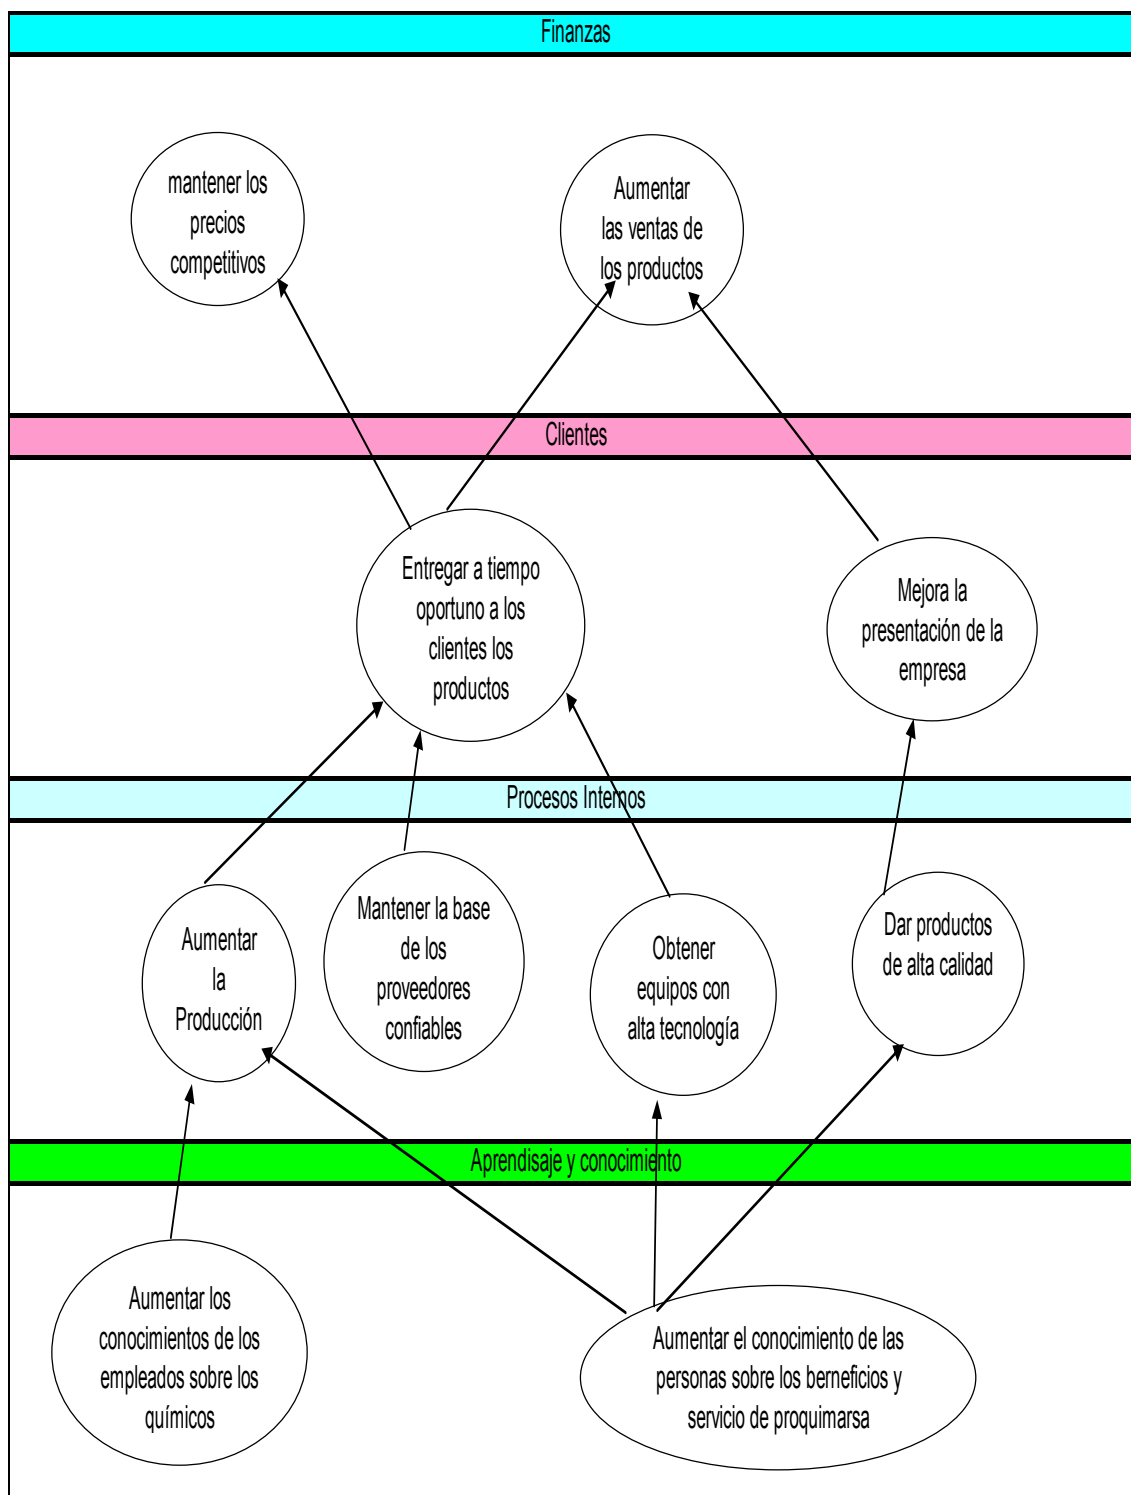 Finanzas
mantener los
precios
competitivos
Aumentar
las ventas de
los productos
Clientes
Entregar a tiempo
oportuno a los
clientes los
productos
Mejora la
presentación de la
empresa
Procesos Internos
Aumentar
la
Producción
Mantener la base
de los
proveedores
confiables
Obtener
equipos con
alta tecnología
Dar productos
de alta calidad
Aprendisaje y conocimiento
Aumentar los
conocimientos de los
empleados sobre los
químicos
Aumentar el conocimiento de las
personas sobre los berneficios y
servicio de proquimarsa